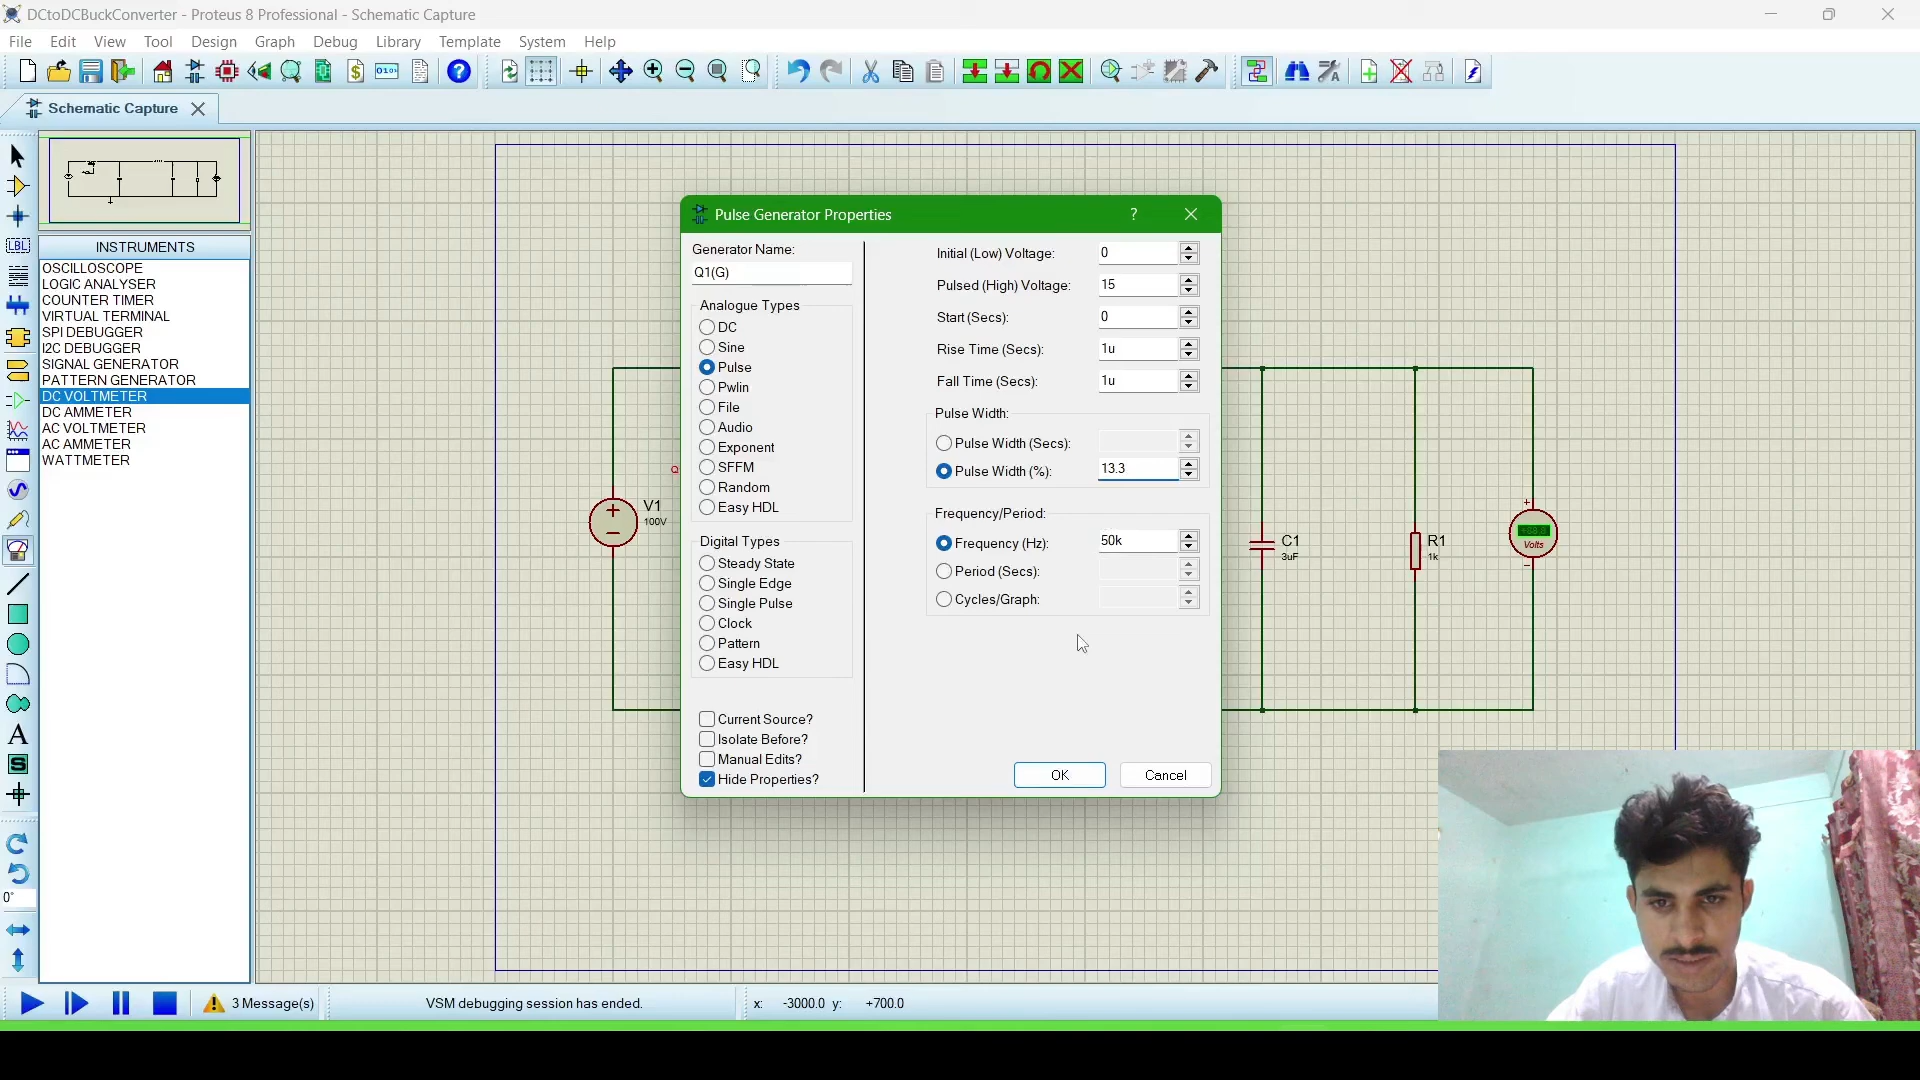 DCtoDCBuckConverter - Proteus 8 Professional - Schematic Capture
File Edit View Tool Design Graph Debug Library Template System Help
Schematic Capture
INSTRUMENTS
OSCILLOSCOPE
LOGIC ANALYSER
COUNTER TIMER
VIRTUAL TERMINAL
SPI DEBUGGER
I2C DEBUGGER
SIGNAL GENERATOR
PATTERN GENERATOR
DC VOLTMETER
DC AMMETER
AC VOLTMETER
AC AMMETER
WATTMETER
LBL
A
S
0°
Pulse Generator Properties ?
Generator Name:
Q1(G)
Analogue Types
DC
Sine
Pulse
Pwlin
File
Audio
Exponent
SFFM
Random
Easy HDL
Digital Types
Steady State
Single Edge
Single Pulse
Clock
Pattern
Easy HDL
Current Source?
Isolate Before?
Manual Edits?
Hide Properties?
Initial (Low) Voltage: 0
Pulsed (High) Voltage: 15
Start (Secs): 0
Rise Time (Secs): 1u
Fall Time (Secs): 1u
Pulse Width:
Pulse Width (Secs):
Pulse Width (%): 13.3
Frequency/Period:
Frequency (Hz): 50k
Period (Secs):
Cycles/Graph:
OK Cancel
Q
V1
100V
C1
3uF
R1
1k
Volts
3 Message(s)
VSM debugging session has ended.
x: -3000.0 y: +700.0